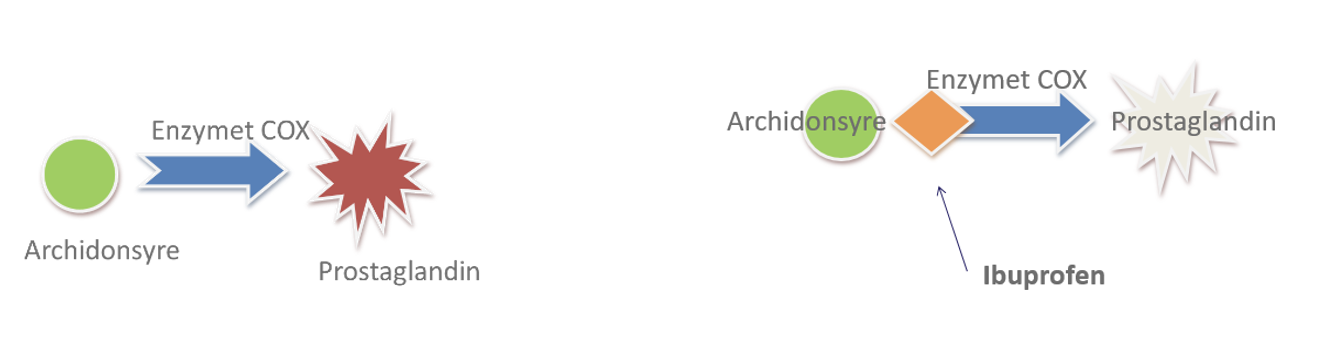 Enzymet COX
Archidonsyre
Prostaglandin
Enzymet COX
Archidonsyre
Prostaglandin
Ibuprofen